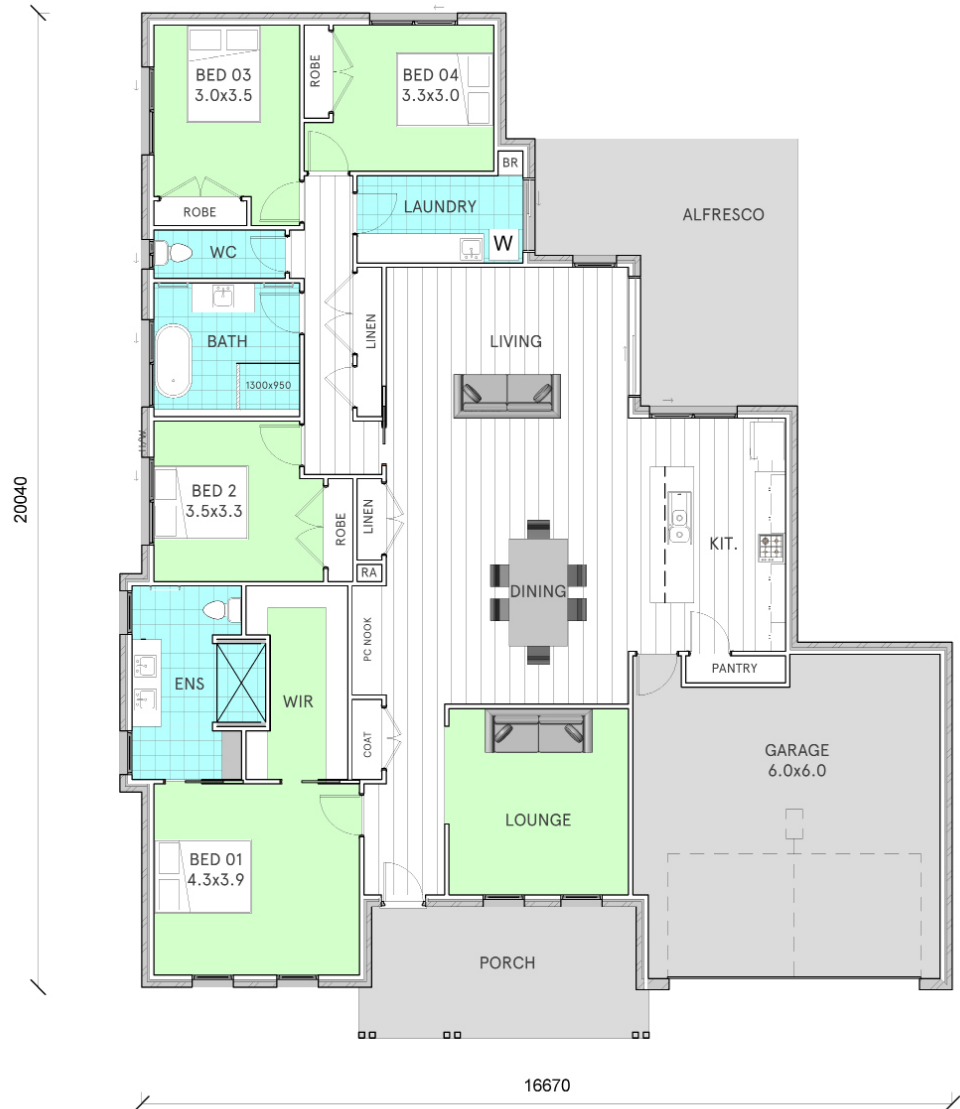 BED 03
3.0x3.5
ROBE
BED 04
3.3x3.0
BR
ROBE
LAUNDRY
W
ALFRESCO
WC
BATH
1300x950
LINEN
LIVING
20040
BED 2
3.5x3.3
ROBE
LINEN
RA
KIT.
DINING
PC NOOK
PANTRY
ENS
WIR
COAT
GARAGE
6.0x6.0
LOUNGE
BED 01
4.3x3.9
PORCH
16670